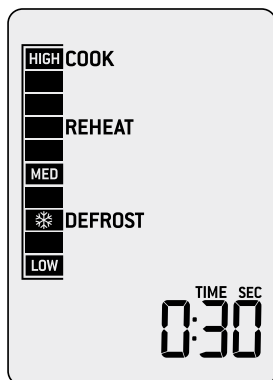 HIGH COOK
REHEAT
MED
DEFROST
LOW
TIME SEC
0:30